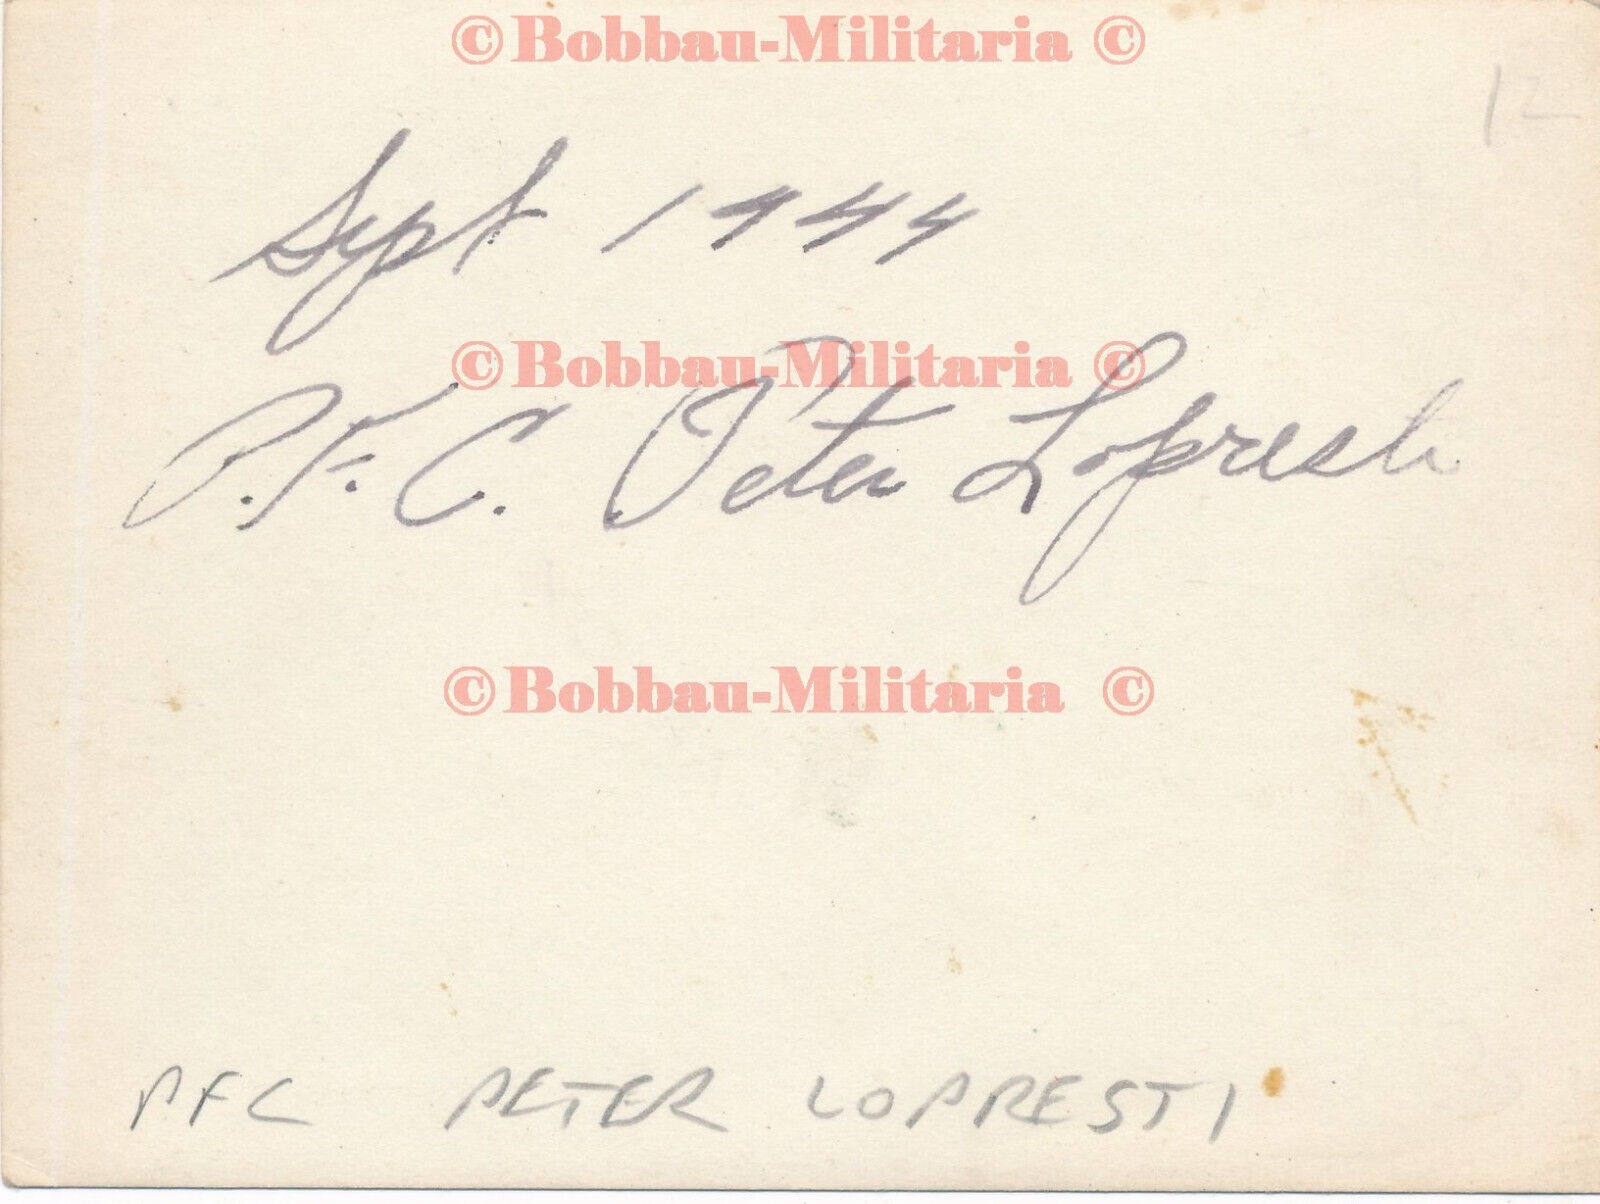 © Bobbau-Militaria ©
12
Sept 1944
© Bobbau-Militaria ©
P.F.C. Peter Lopresti
© Bobbau-Militaria ©
PFC PETER LOPRESTI